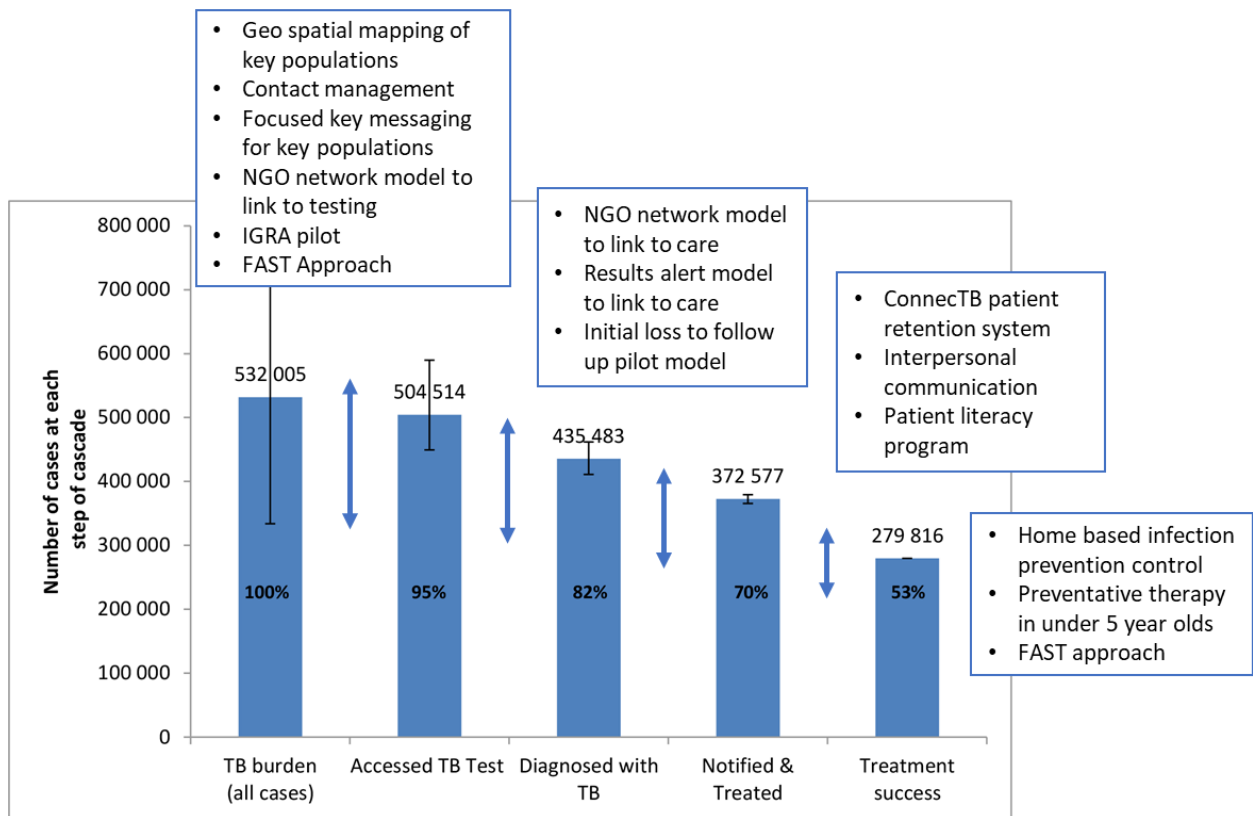 • Geo spatial mapping of
key populations
• Contact management
• Focused key messaging
for key populations
• NGO network model to
link to testing
• IGRA pilot
• FAST Approach
• NGO network model
to link to care
• Results alert model
to link to care
• Initial loss to follow
up pilot model
• ConnecTB patient
retention system
• Interpersonal
communication
• Patient literacy
program
• Home based infection
prevention control
• Preventative therapy
in under 5 year olds
• FAST approach
Number of cases at each
step of cascade
800 000
700 000
600 000
500 000
400 000
300 000
200 000
100 000
0
532 005
504 514
435 483
372 577
279 816
100%
95%
82%
70%
53%
TB burden
(all cases)
Accessed TB Test
Diagnosed with
TB
Notified &
Treated
Treatment
success